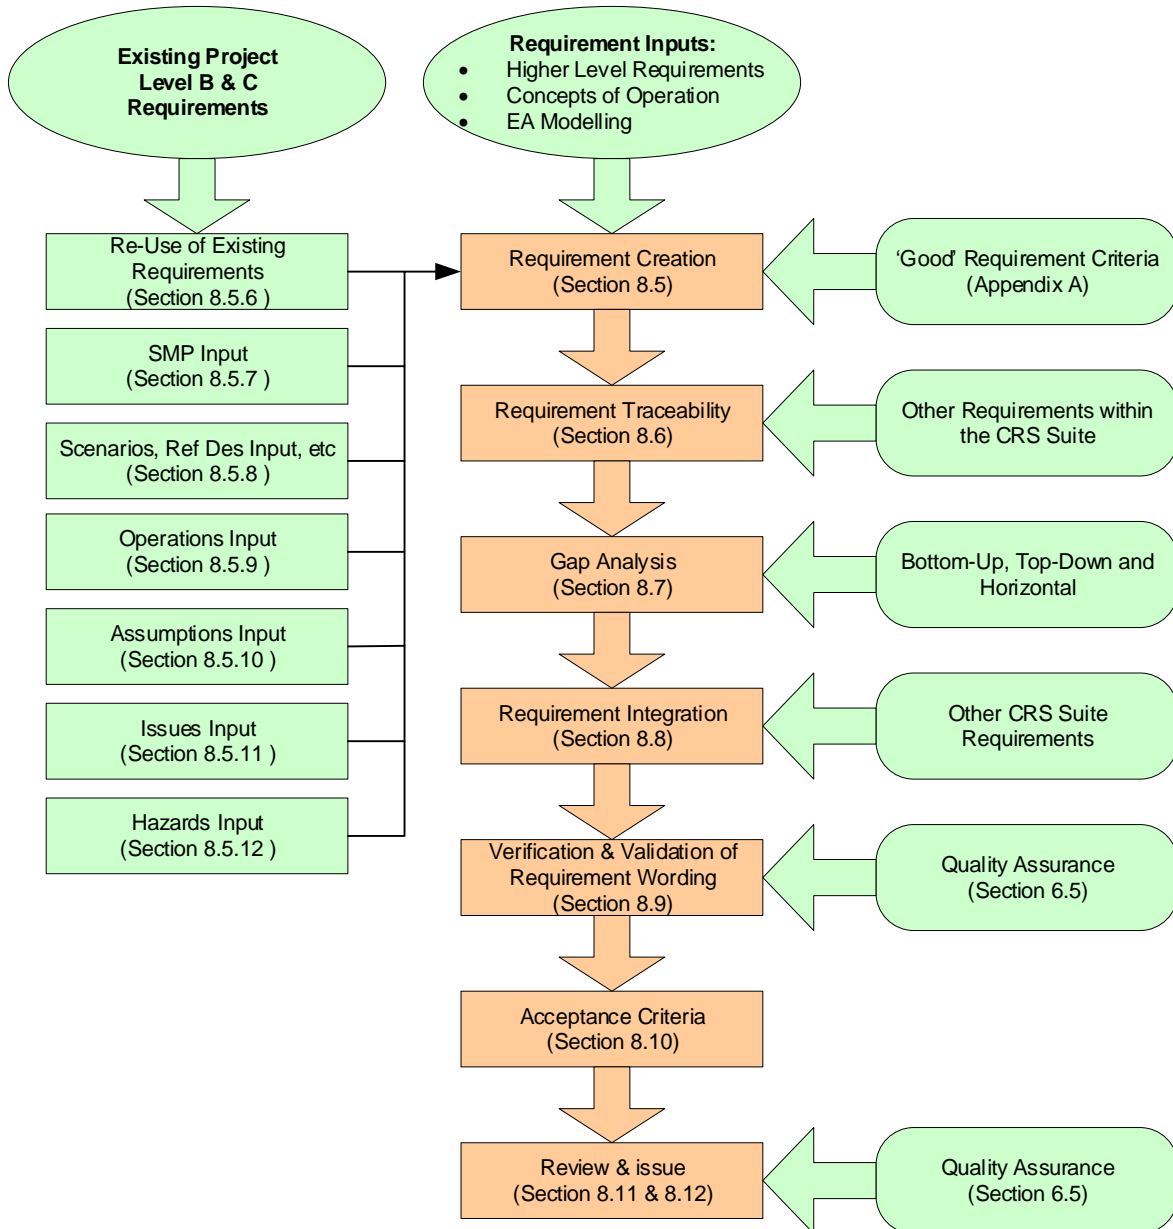 Existing Project
Level B & C
Requirements
Requirement Inputs:
• Higher Level Requirements
• Concepts of Operation
• EA Modelling
Re-Use of Existing
Requirements
(Section 8.5.6 )
SMP Input
(Section 8.5.7 )
Scenarios, Ref Des Input, etc
(Section 8.5.8 )
Operations Input
(Section 8.5.9 )
Assumptions Input
(Section 8.5.10 )
Issues Input
(Section 8.5.11 )
Hazards Input
(Section 8.5.12 )
Requirement Creation
(Section 8.5)
Requirement Traceability
(Section 8.6)
Gap Analysis
(Section 8.7)
Requirement Integration
(Section 8.8)
Verification & Validation of
Requirement Wording
(Section 8.9)
Acceptance Criteria
(Section 8.10)
Review & issue
(Section 8.11 & 8.12)
‘Good’ Requirement Criteria
(Appendix A)
Other Requirements within
the CRS Suite
Bottom-Up, Top-Down and
Horizontal
Other CRS Suite
Requirements
Quality Assurance
(Section 6.5)
Quality Assurance
(Section 6.5)